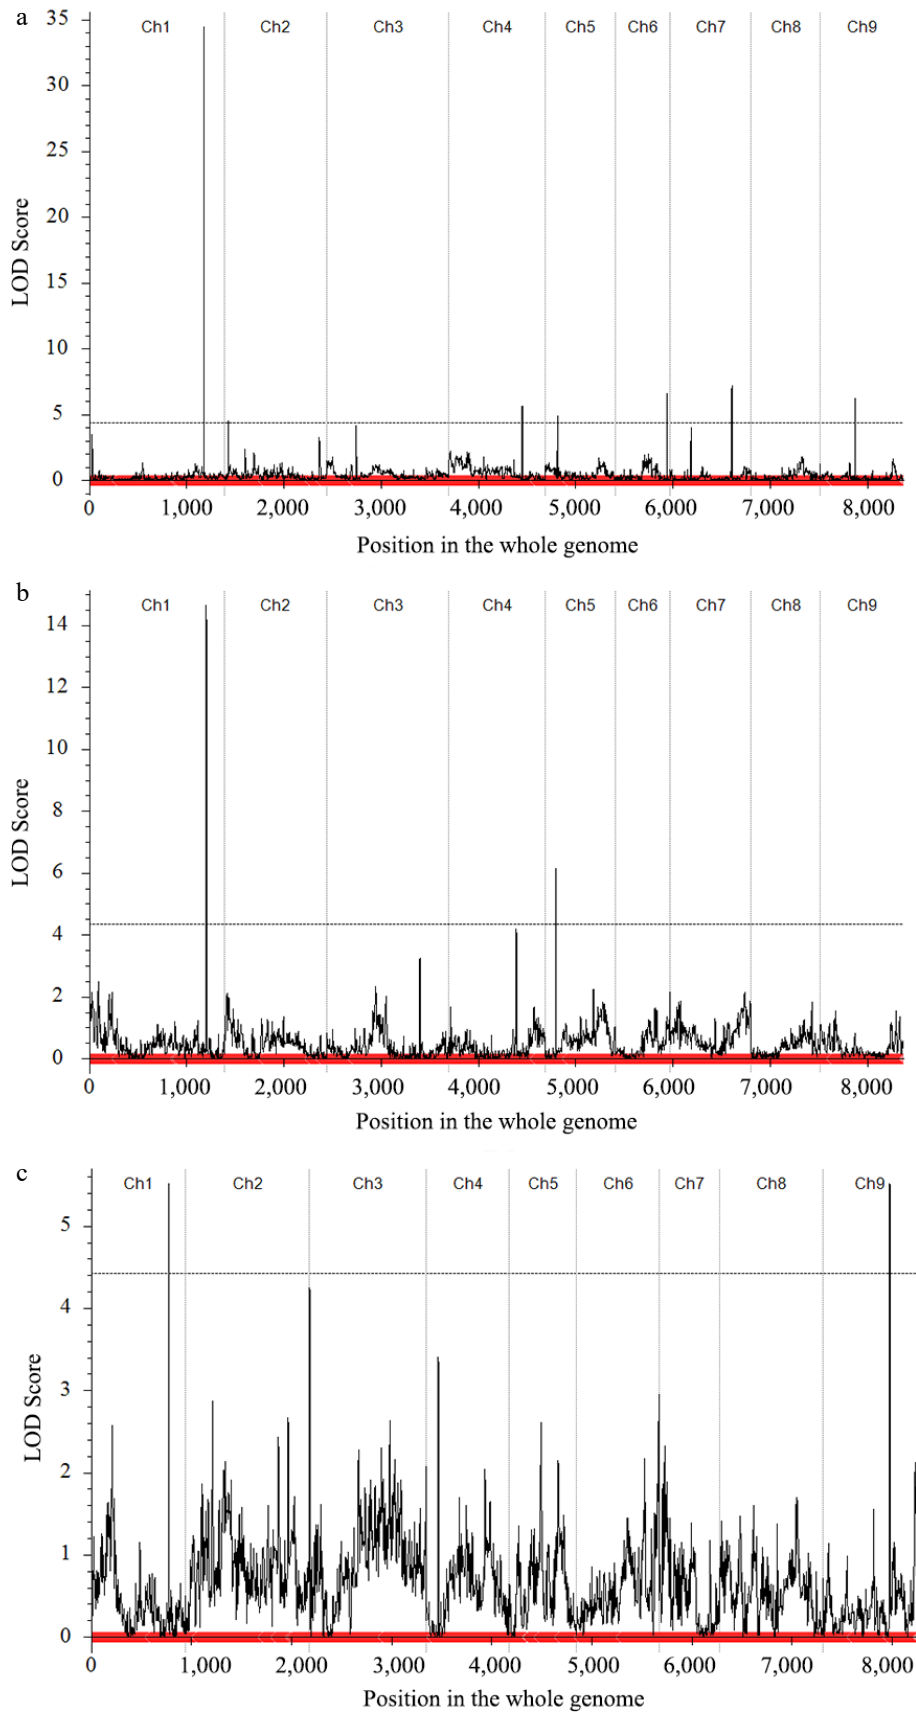 a
Ch1 Ch2 Ch3 Ch4 Ch5 Ch6 Ch7 Ch8 Ch9
35
30
25
20
15
10
5
0
LOD Score
0 1,000 2,000 3,000 4,000 5,000 6,000 7,000 8,000
Position in the whole genome
b
Ch1 Ch2 Ch3 Ch4 Ch5 Ch6 Ch7 Ch8 Ch9
14
12
10
8
6
4
2
0
LOD Score
0 1,000 2,000 3,000 4,000 5,000 6,000 7,000 8,000
Position in the whole genome
c
Ch1 Ch2 Ch3 Ch4 Ch5 Ch6 Ch7 Ch8 Ch9
5
4
3
2
1
0
LOD Score
0 1,000 2,000 3,000 4,000 5,000 6,000 7,000 8,000
Position in the whole genome